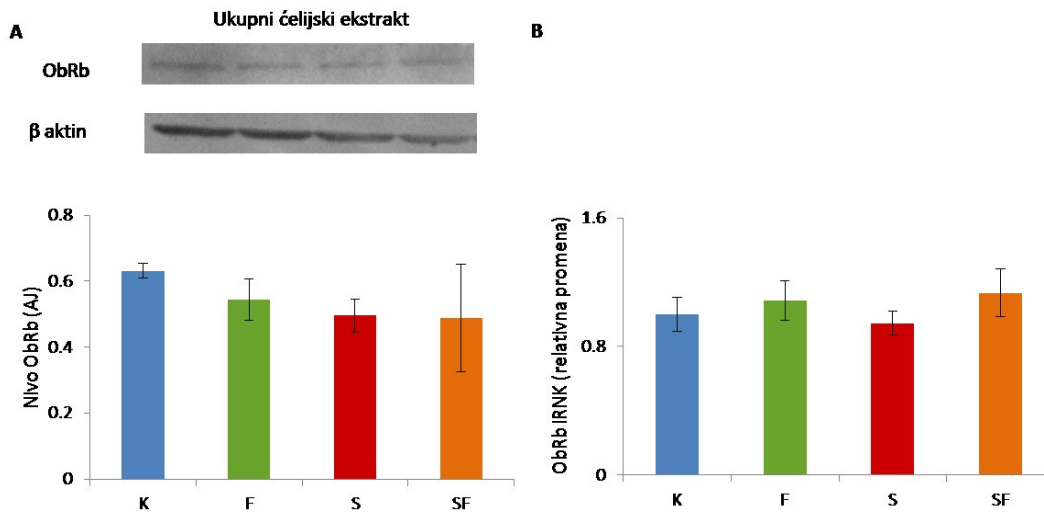 A
Ukupni ćelijski ekstrakt
ObRb
β aktin
Nivo ObRb (AJ)
0.8
0.6
0.4
0.2
0
K F S SF
B
ObRb IRNK (relativna promena)
1.6
0.8
0
K F S SF